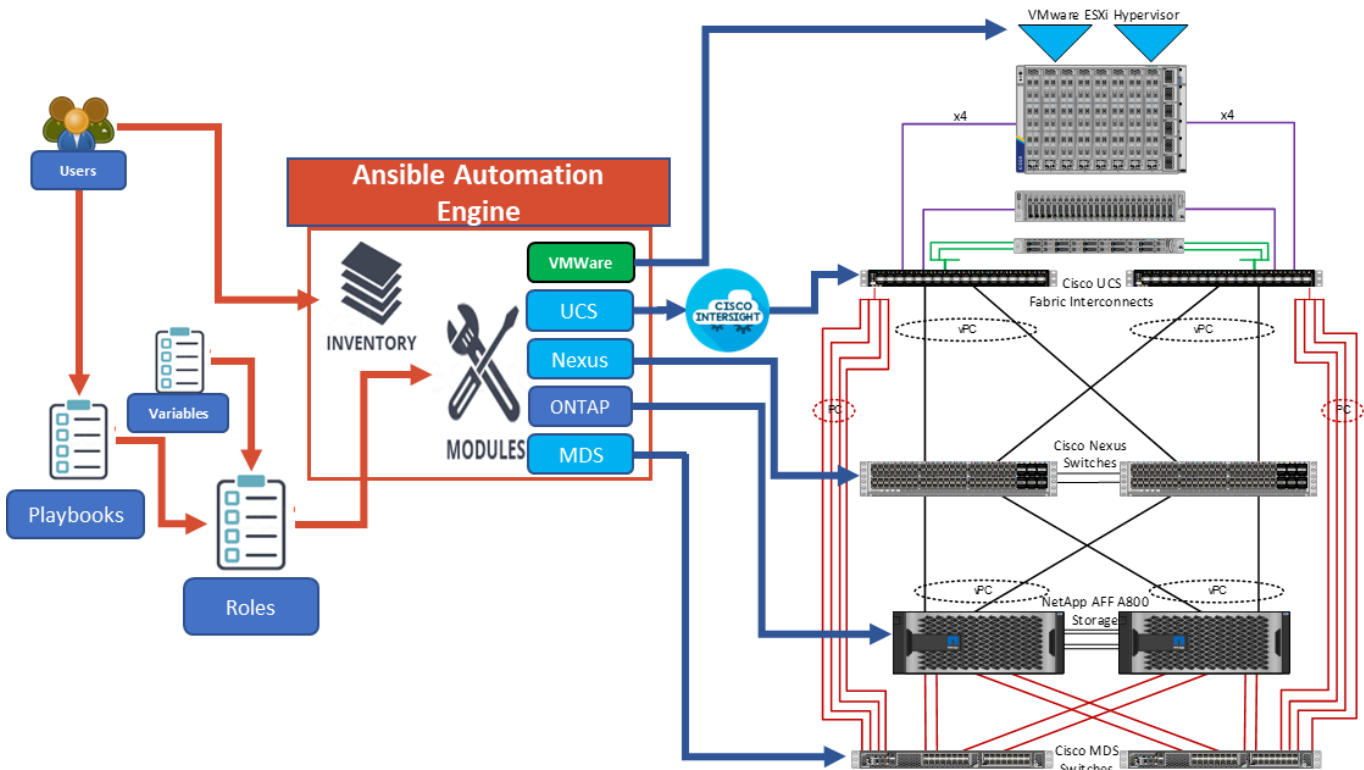 VMware ESXi Hypervisor
x4
x4
Users
Ansible Automation
Engine
VMWare
UCS
CISCO
INTERSIGHT
Cisco UCS
Fabric Interconnects
vPC
vPC
INVENTORY
Nexus
Variables
ONTAP
PC
PC
MODULES
MDS
Cisco Nexus
Switches
Playbooks
Roles
vPC
vPC
NetApp AFF A800
Storage
Cisco MDS
Switches